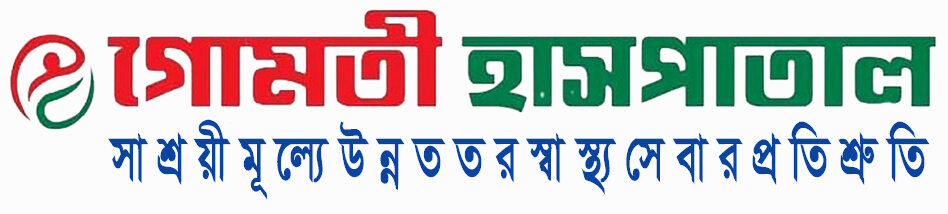 গোমতী হাসপাতাল
সাশ্রয়ী মূল্যে উন্নততর স্বাস্থ্য সেবার প্রতিশ্রুতি